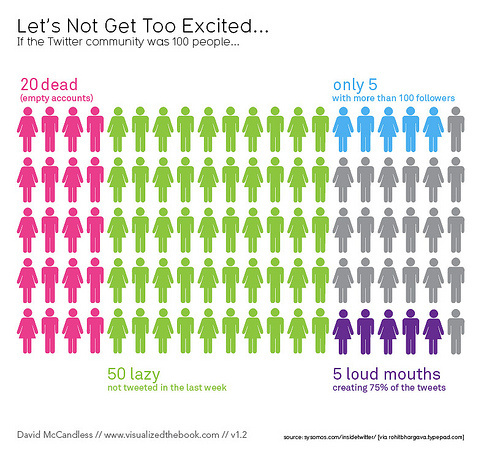 Let's Not Get Too Excited...
If the Twitter community was 100 people...
20 dead
(empty accounts)
only 5
with more than 100 followers
50 lazy
not tweeted in the last week
5 loud mouths
creating 75% of the tweets
David McCandless // www.visualizedthebook.com // v1.2
source: sysomos.com/insidetwitter/ [via rohitbhargava.typepad.com]